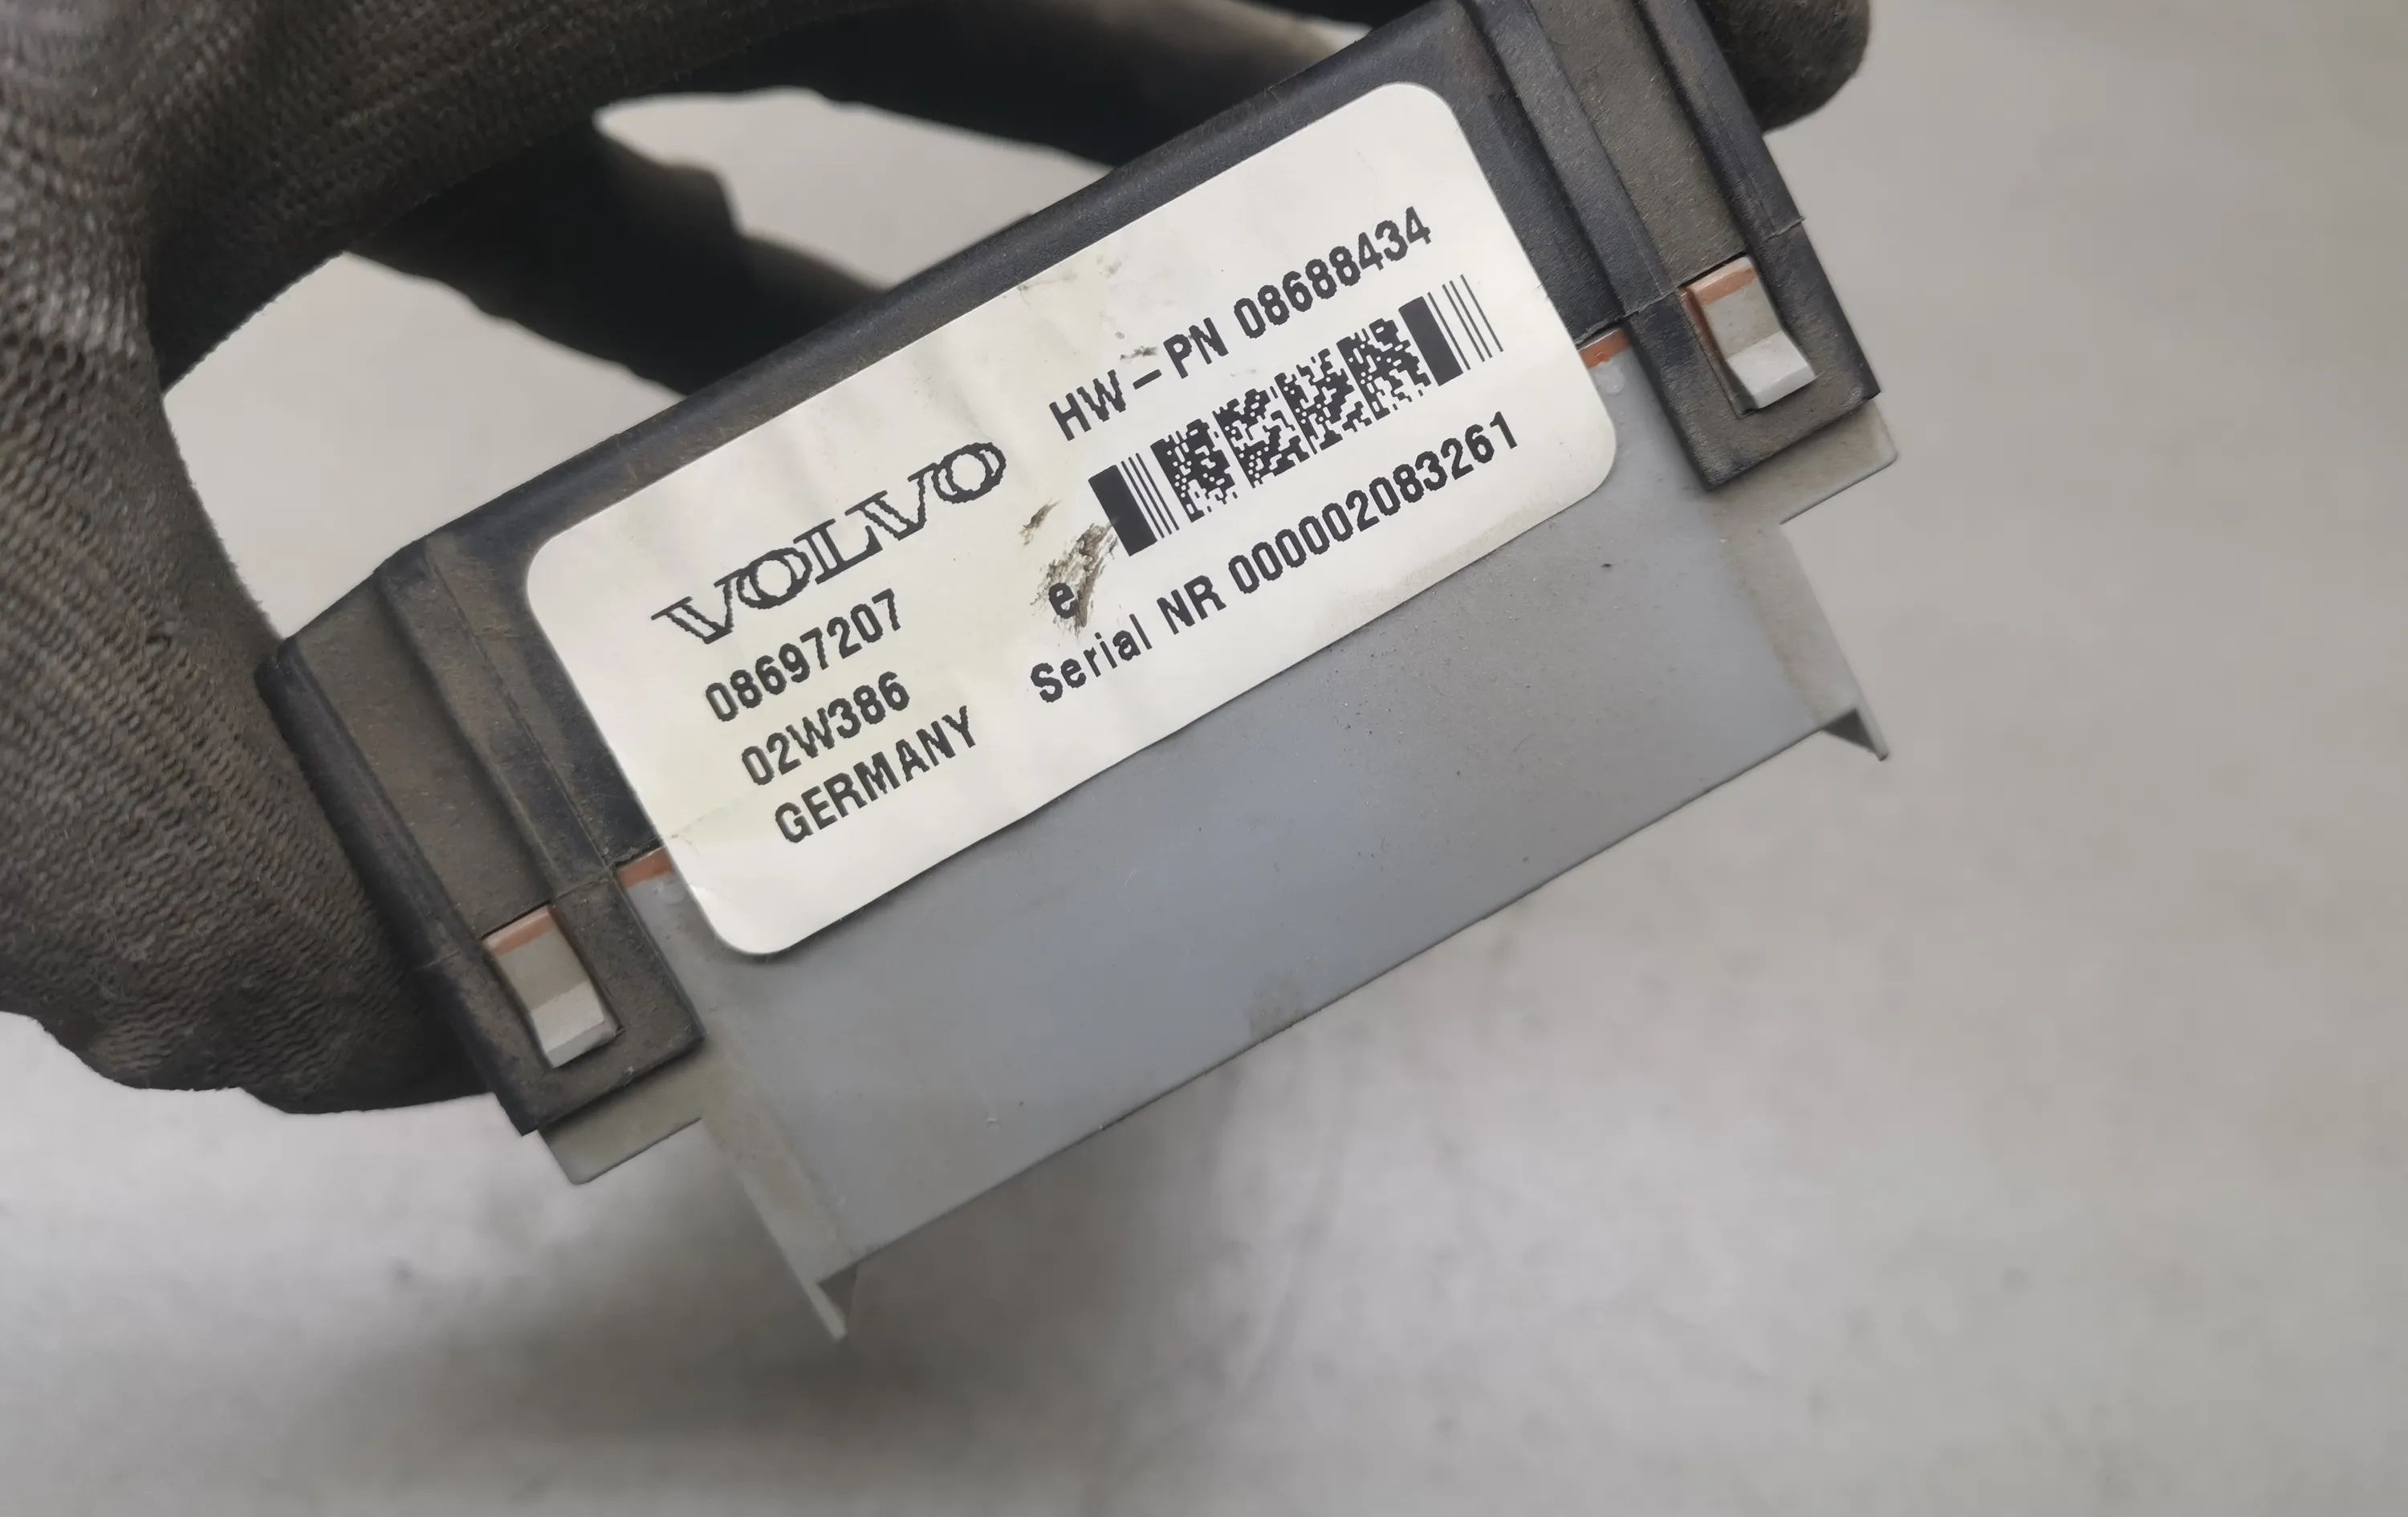 VOLVO
08697207
02W386
GERMANY
HW-PN 08688434
e
Serial NR 000002083261